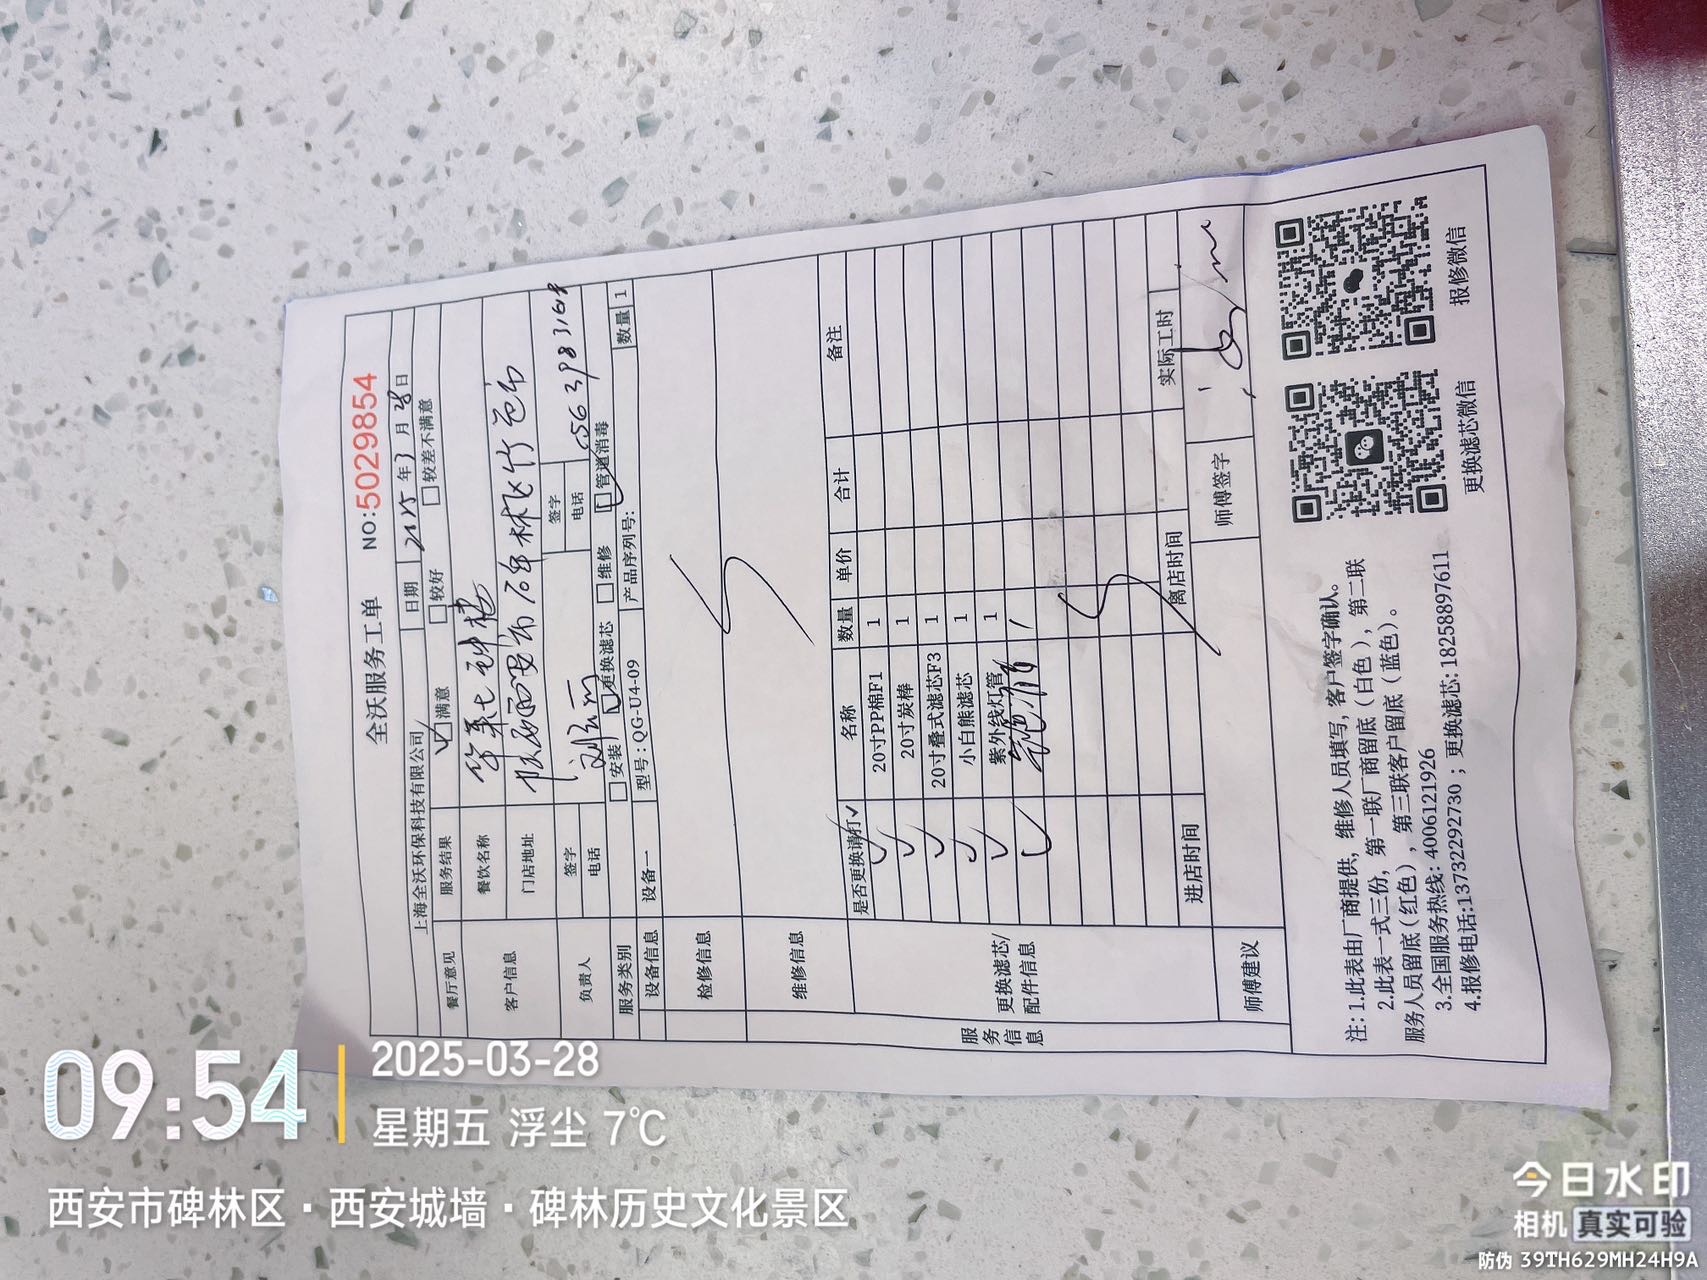 全沃服务工单 NO:5029854
上海全沃环保科技有限公司 日期 2025年3月28日
餐厅意见 服务结果 满意 较好 较差不满意
客户信息 餐饮名称
门店地址 陕西西安市
负责人 签字 签字
电话 电话
服务类别 安装 更换滤芯 维修 管道消毒
设备信息 设备一 型号：QG-U4-09 产品序列号： 数量 1
检修信息
维修信息
服务信息
更换滤芯/配件信息
是否更换请打✓ 名称 数量 单价 合计 备注
✓ 20寸PP棉F1 1
✓ 20寸炭棒 1
✓ 20寸叠式滤芯F3 1
✓ 小白熊滤芯 1
✓ 紫外线灯管 1
✓
进店时间 离店时间 实际工时
师傅建议 师傅签字
注：1.此表由厂商提供，维修人员填写，客户签字确认。
2.此表一式三份，第一联厂商留底（白色），第二联
服务人员留底（红色），第三联客户留底（蓝色）。
3.全国服务热线：4006121926
4.报修电话:13732292730；更换滤芯：18258897611
更换滤芯微信 报修微信
09:54
2025-03-28
星期五 浮尘 7℃
西安市碑林区·西安城墙·碑林历史文化景区
今日水印
相机 真实可验
防伪 39TH629MH24H9A